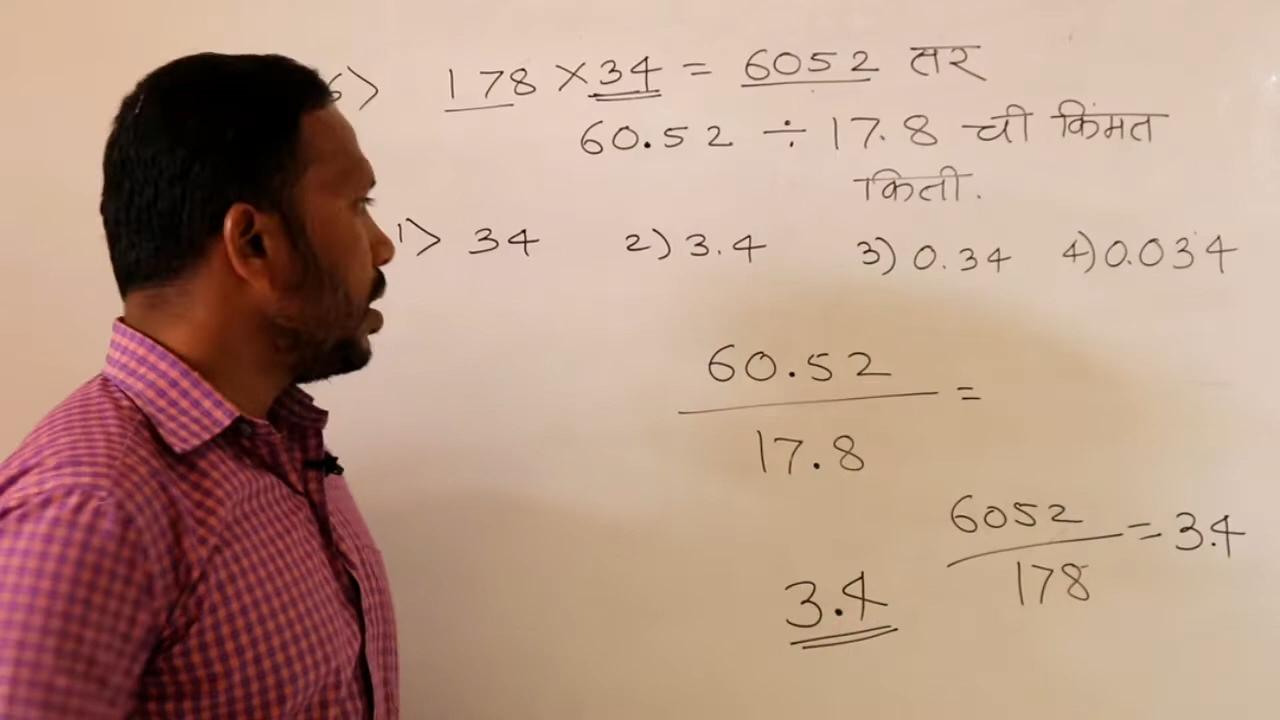 6> 178 × 34 = 6052 तर
60.52 ÷ 17.8 ची किंमत
किती.
1> 34 2) 3.4 3) 0.34 4) 0.034
60.52
17.8
=
6052
178
= 3.4
3.4